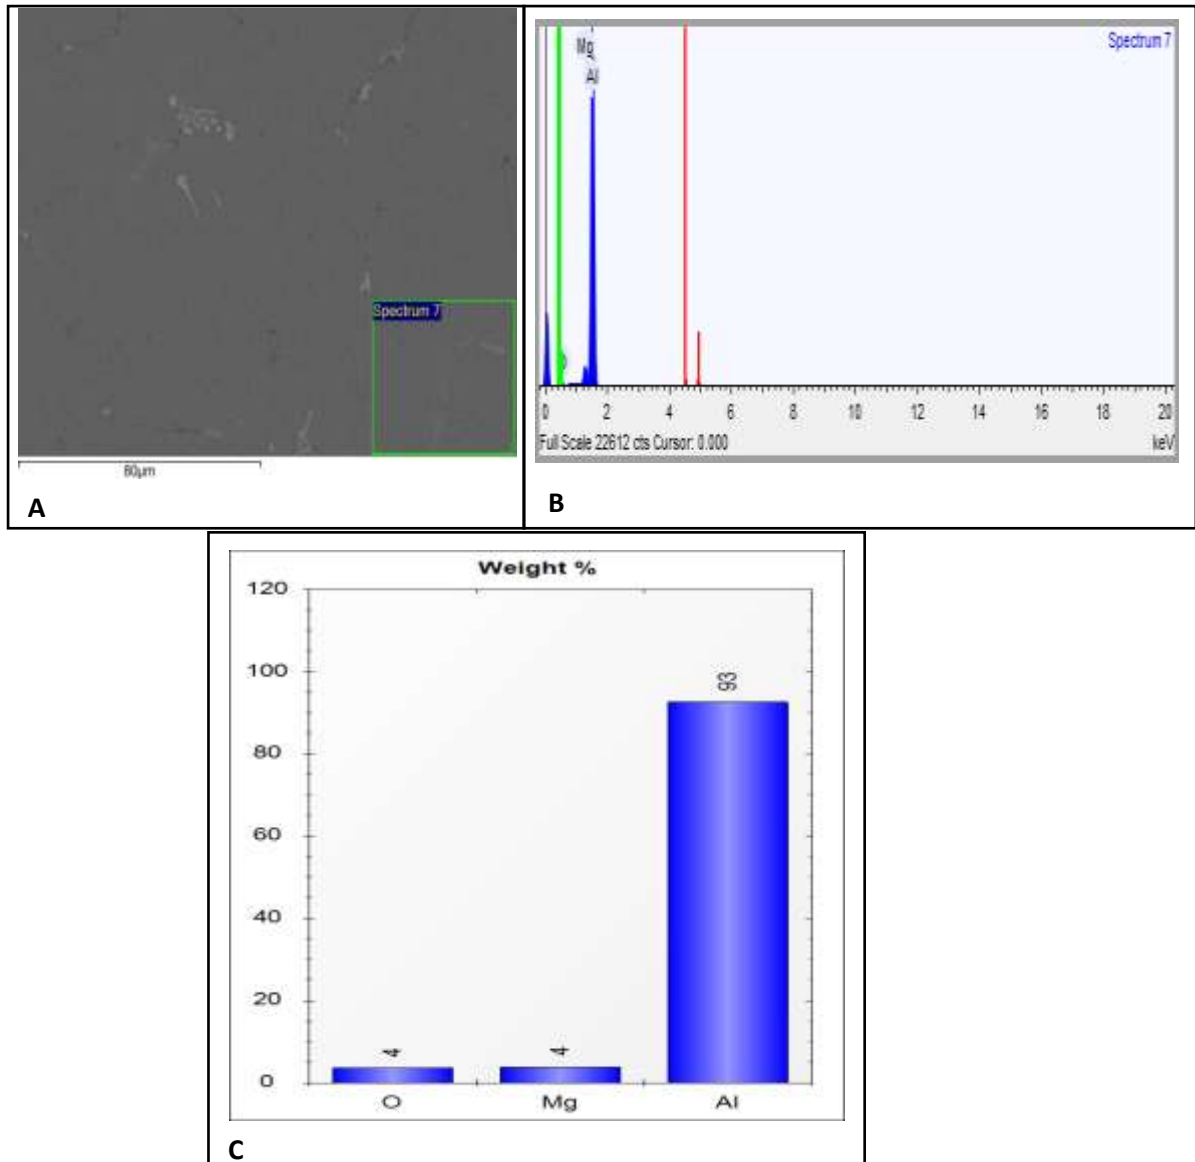 Spectrum 7
80µm
A
Mg
Al
Spectrum 7
0 2 4 6 8 10 12 14 16 18 20
Full Scale 22612 cts Cursor: 0.000 keV
B
Weight %
120
100
80
60
40
20
0
4 4 93
O Mg Al
C